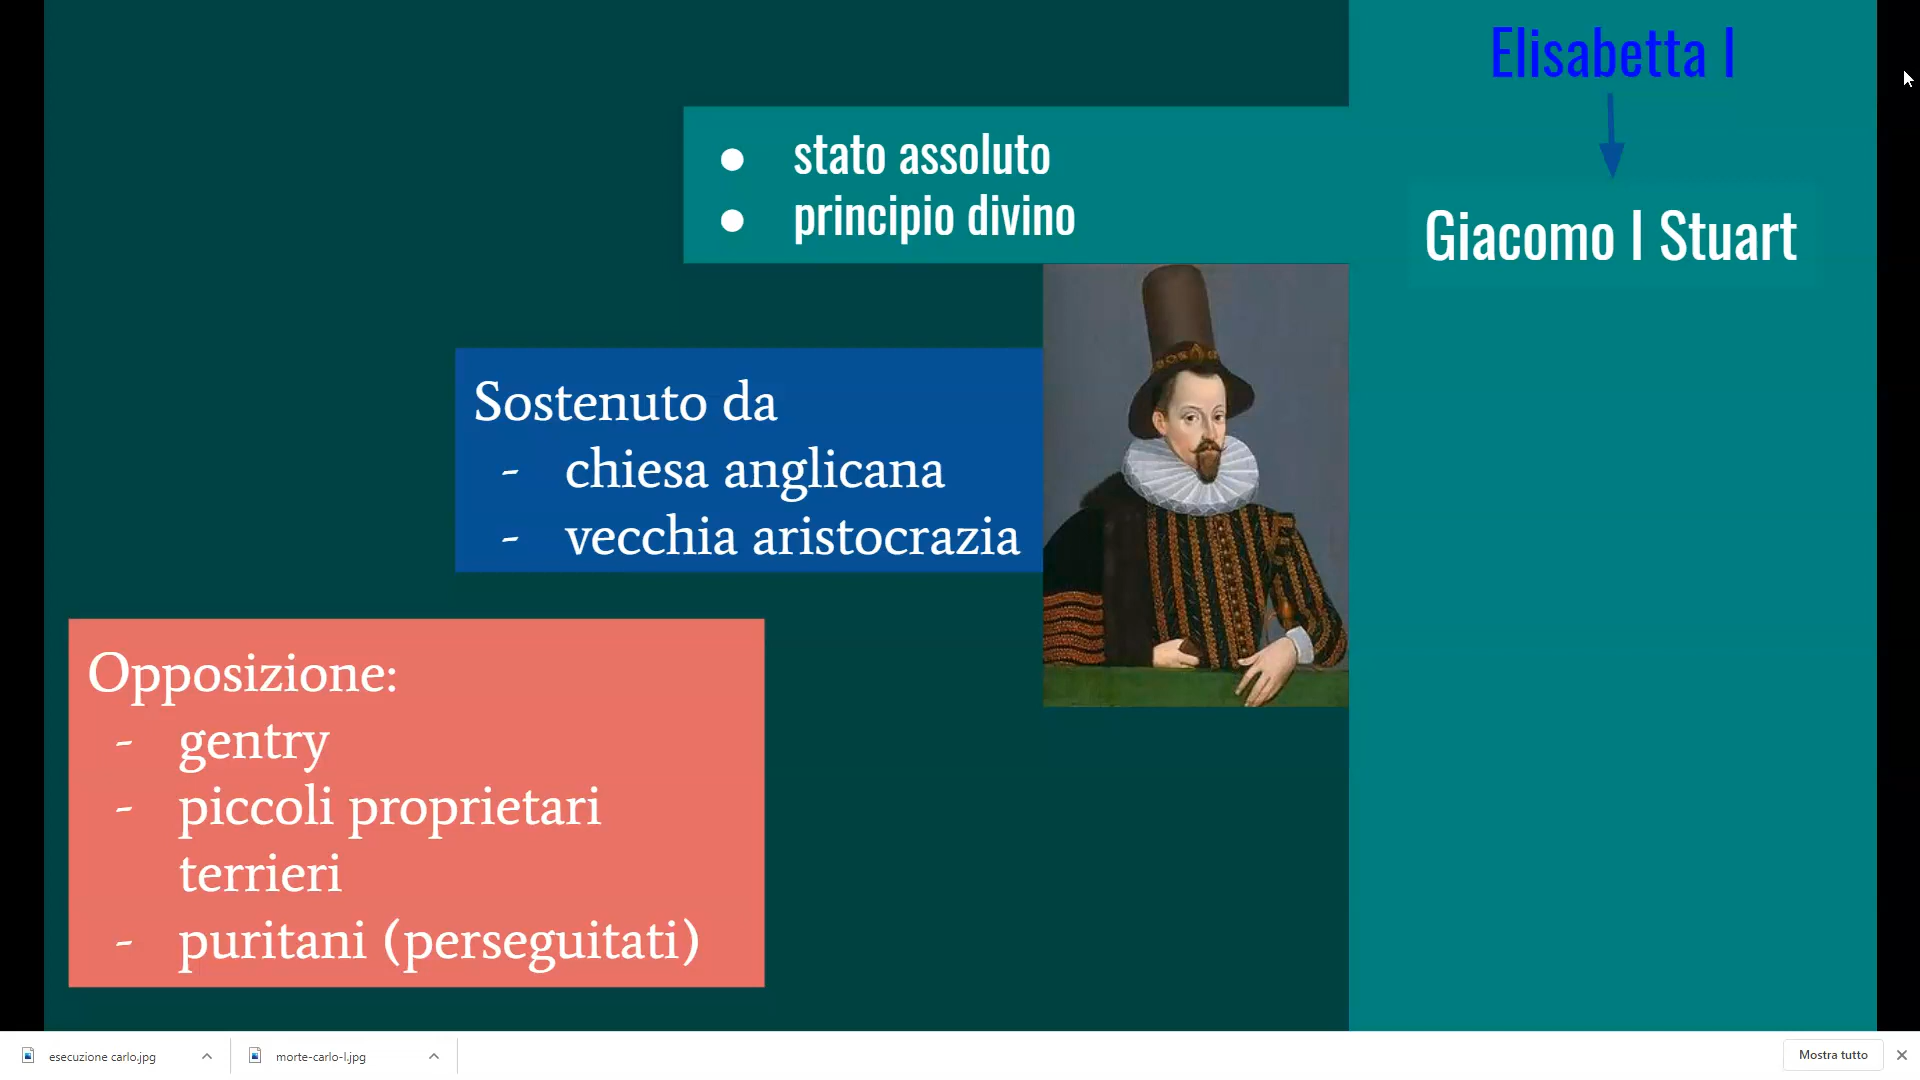 Elisabetta I
Giacomo I Stuart
● stato assoluto
● principio divino
Sostenuto da
- chiesa anglicana
- vecchia aristocrazia
Opposizione:
- gentry
- piccoli proprietari
terrieri
- puritani (perseguitati)
esecuzione carlo.jpg
morte-carlo-I.jpg
Mostra tutto